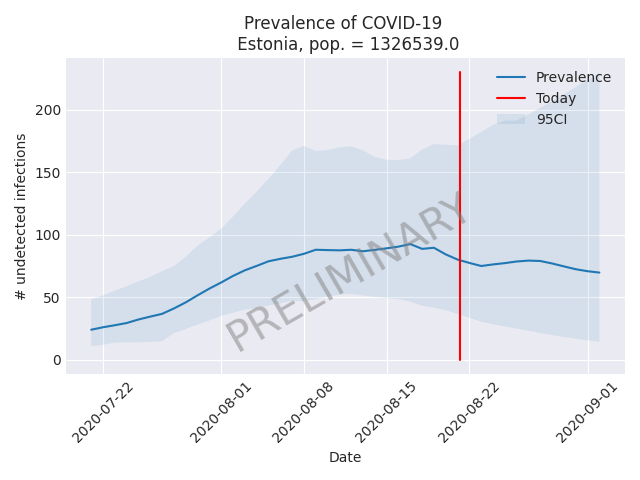 Prevalence of COVID-19
Estonia, pop. = 1326539.0
Prevalence
Today
95CI
# undetected infections
200
150
100
50
0
PRELIMINARY
2020-07-22
2020-08-01
2020-08-08
2020-08-15
2020-08-22
2020-09-01
Date